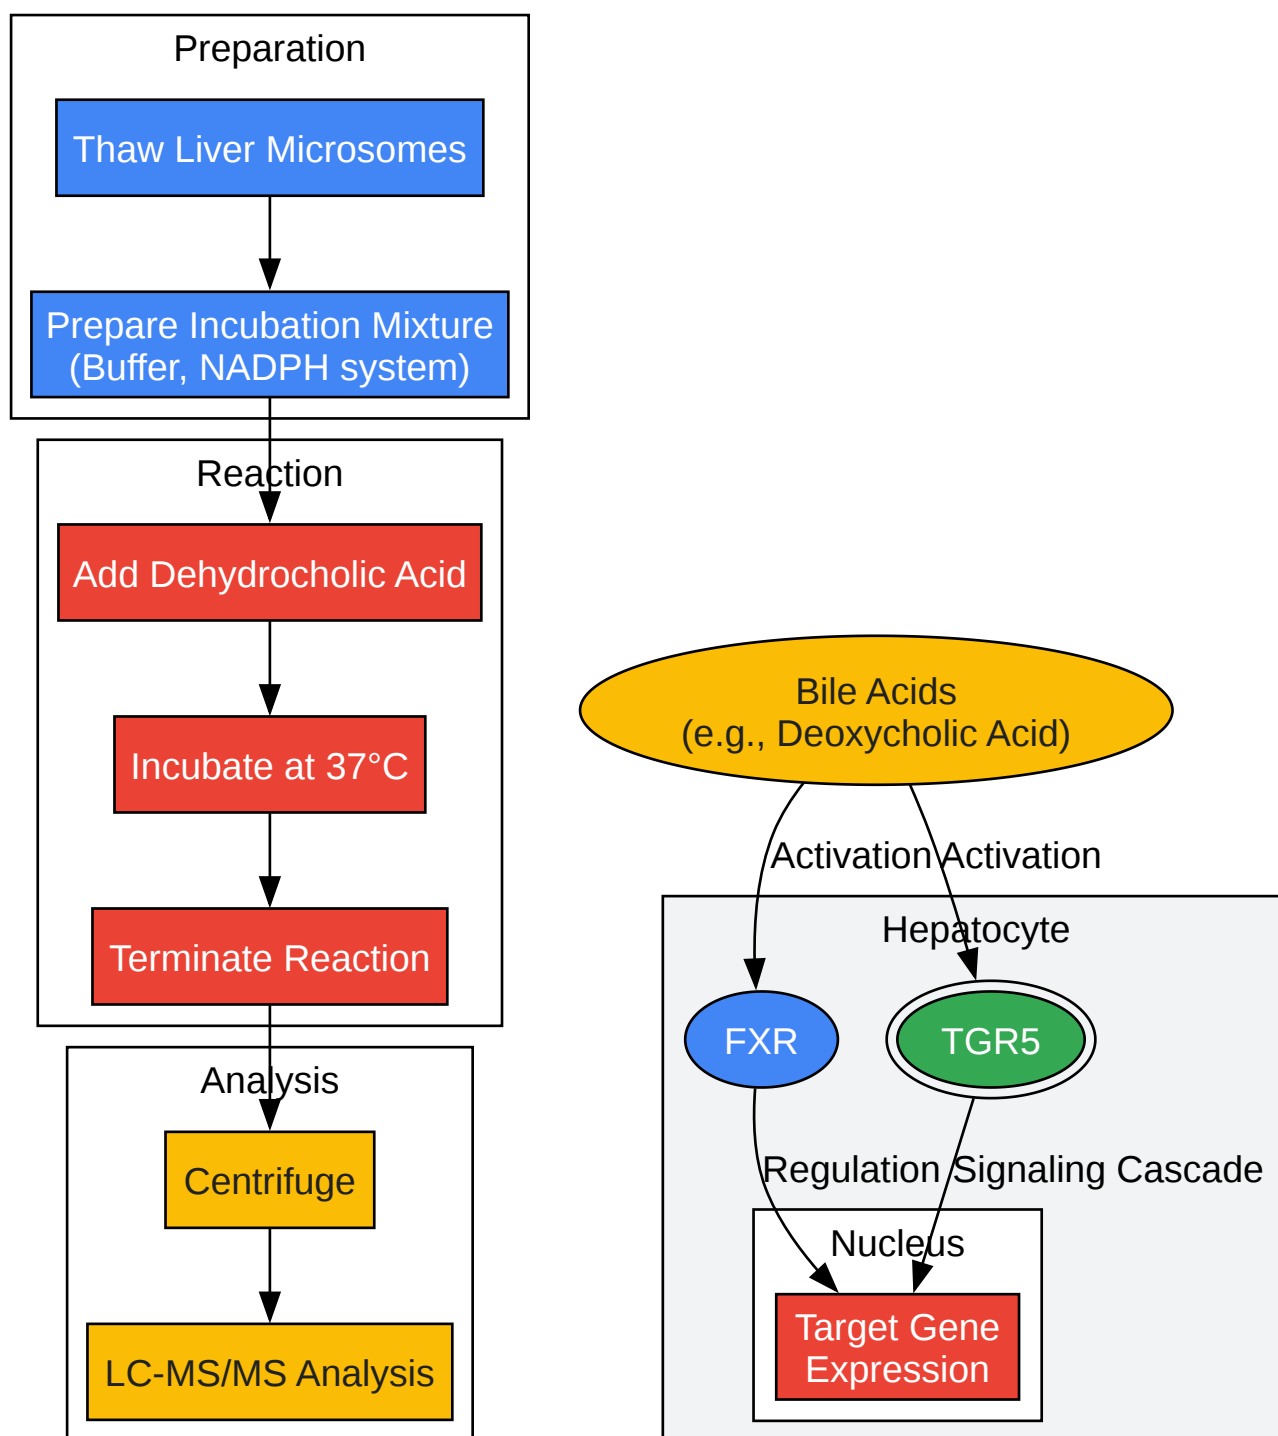 Preparation
Thaw Liver Microsomes
Prepare Incubation Mixture
(Buffer, NADPH system)
Reaction
Add Dehydrocholic Acid
Incubate at 37°C
Terminate Reaction
Analysis
Centrifuge
LC-MS/MS Analysis
Bile Acids
(e.g., Deoxycholic Acid)
Activation
Activation
Hepatocyte
FXR
TGR5
Regulation
Signaling Cascade
Nucleus
Target Gene
Expression